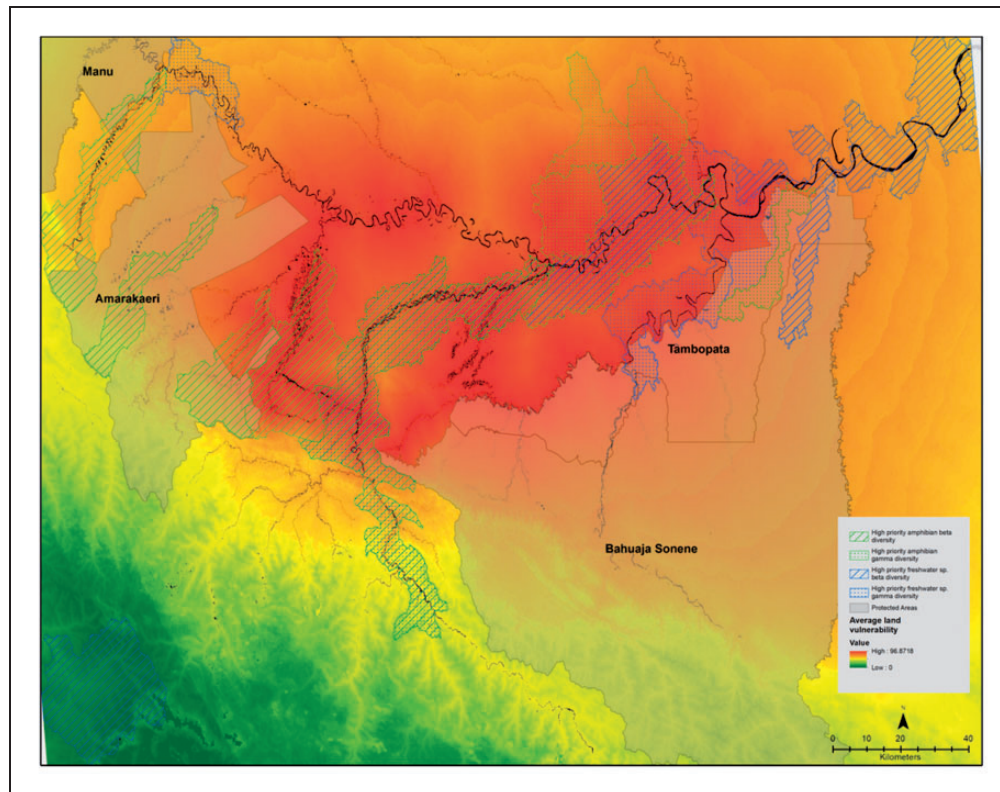 Manu
Amarakaeri
Tambopata
Bahuaja Sonene
High priority amphibian beta
diversity
High priority amphibian
gamma diversity
High priority freshwater sp.
beta diversity
High priority freshwater sp.
gamma diversity
Protected Areas
Average land
vulnerability
Value
High : 96.8718
Low : 0
N
0 10 20 40
Kilometers